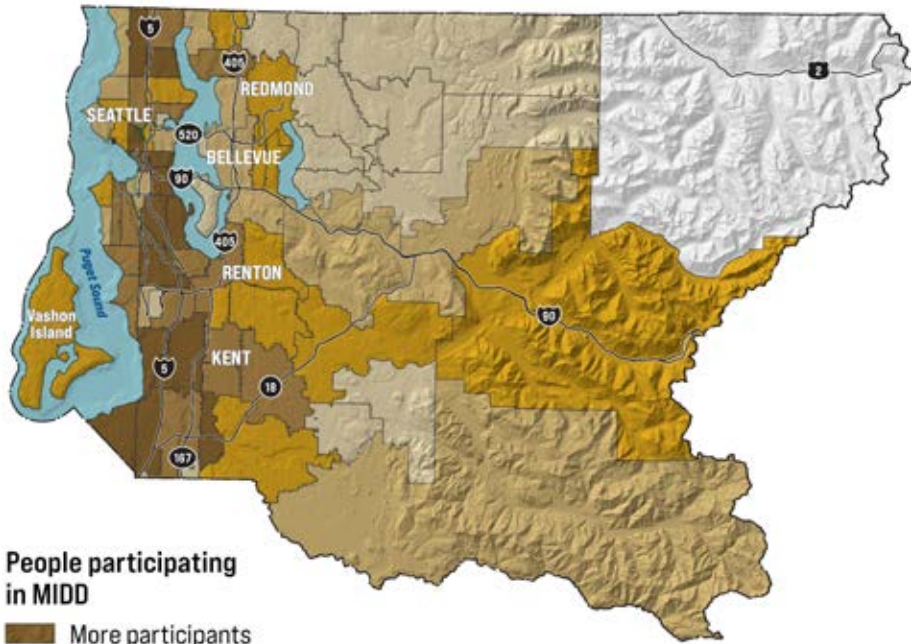 5
405
2
REDMOND
SEATTLE
520
BELLEVUE
90
405
RENTON
Puget Sound
Vashon
Island
90
KENT
5
18
167
People participating
in MIDD
More participants